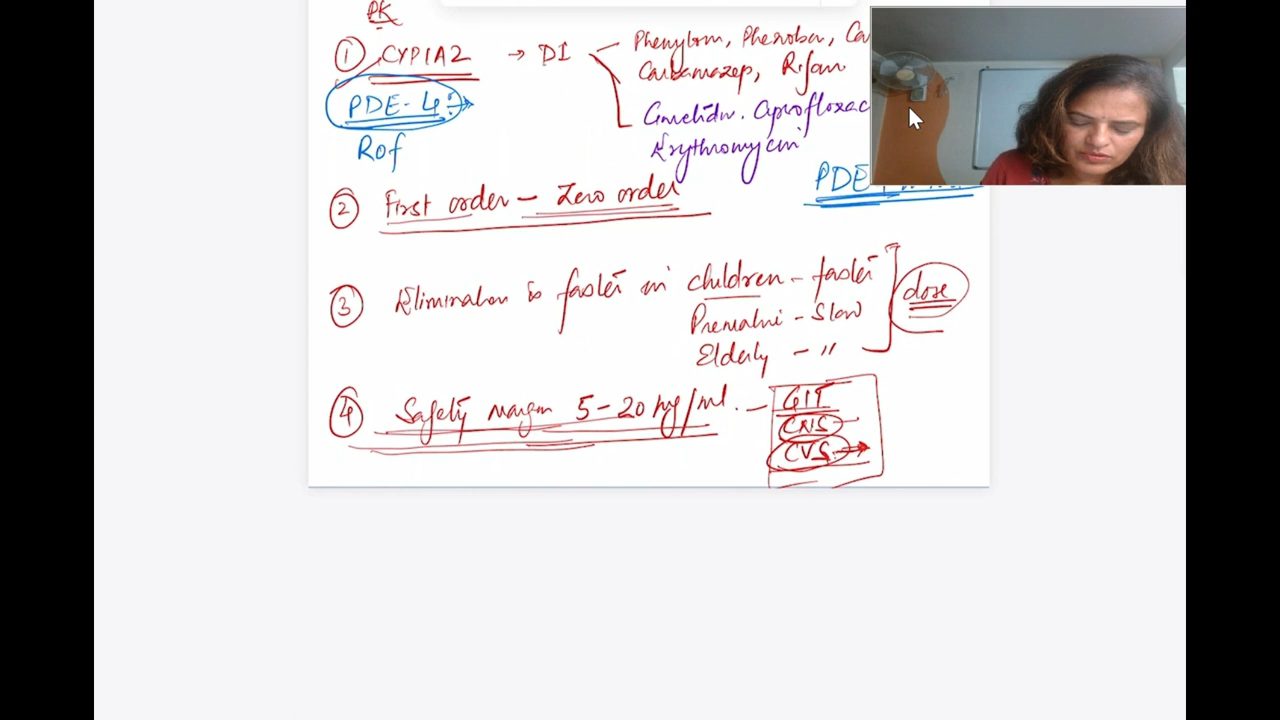 PK
① CYP1A2 → DI – Phenytoin, Phenobar, Ca
Carbamazep, Rifam
PDE-4
Cimetidin. Ciprofloxac
Erythromycin
Rof
PDE
② First order – Zero order
③ Elimination is faster in children – faster
Premature – Slow
Elderly – "
dose
④ Safety margin 5–20 mg/ml. – GIT
CNS
CVS →